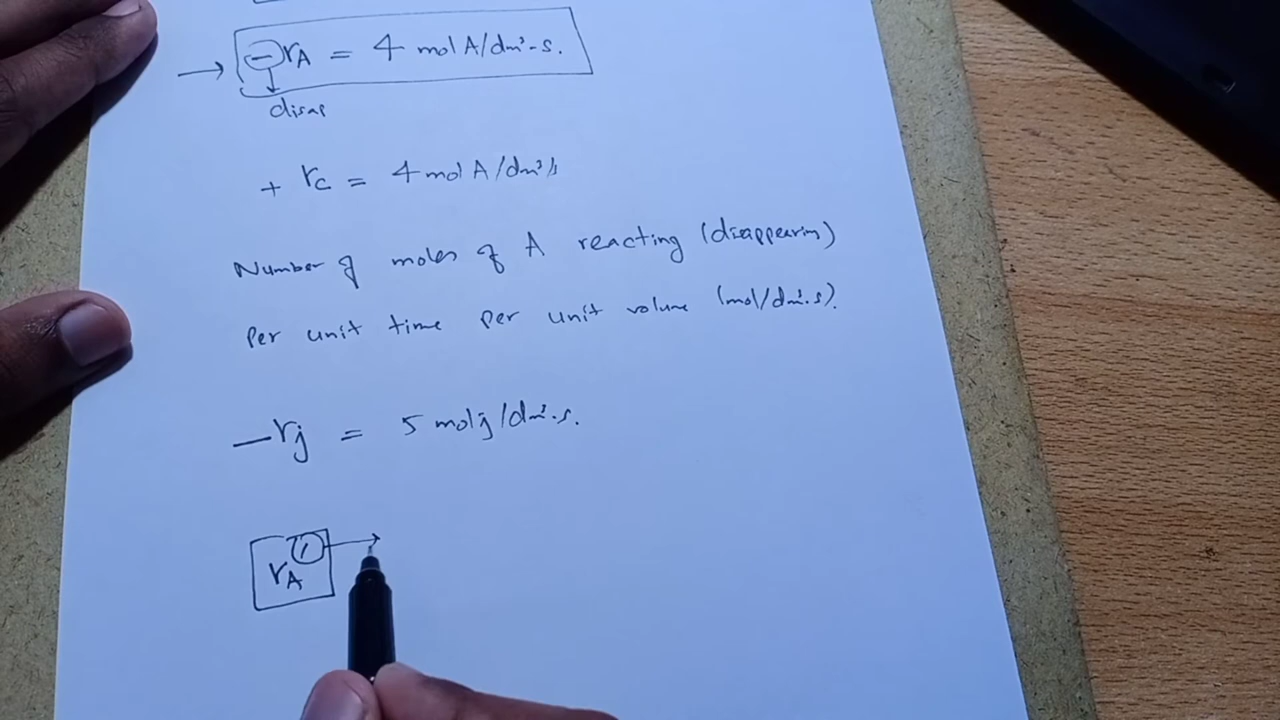 → -rA = 4 mol A/dm³-s.
disap
+ rc = 4 mol A/dm³/s
Number of moles of A reacting (disappearing)
per unit time per unit volume (mol/dm³.s).
-rj = 5 mol j/dm³.s.
rA' →